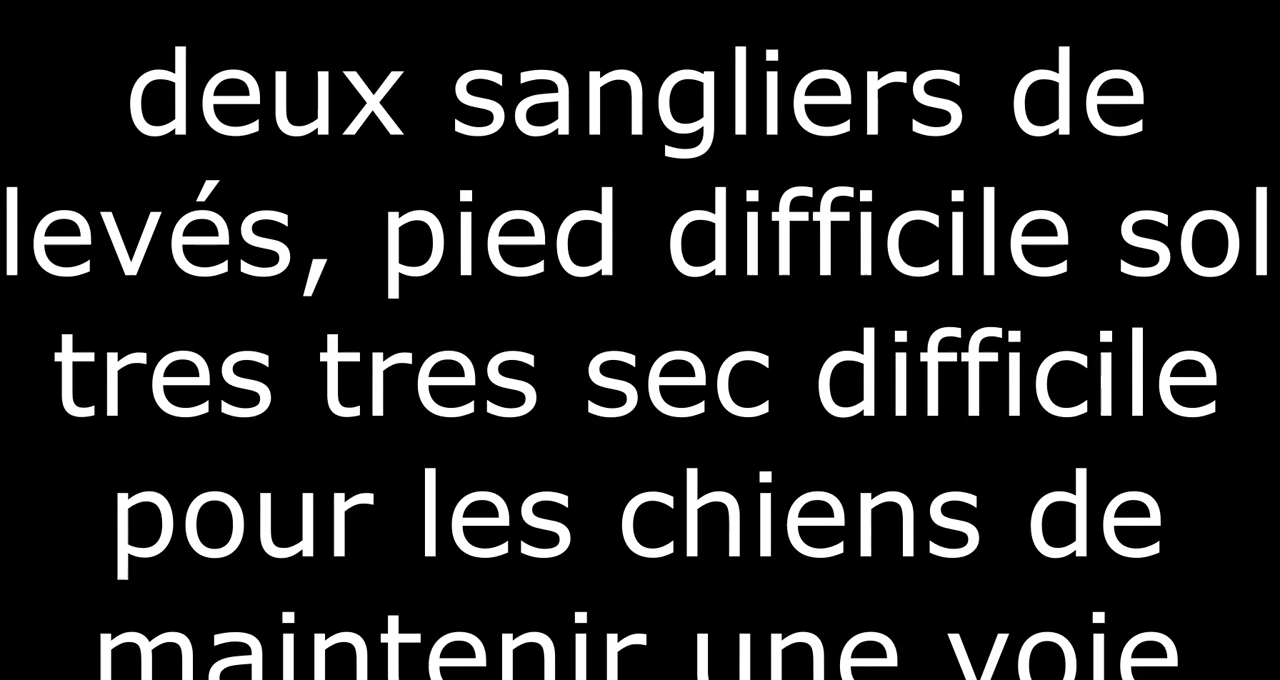 deux sangliers de
levés, pied difficile sol
tres tres sec difficile
pour les chiens de
maintenir une voie